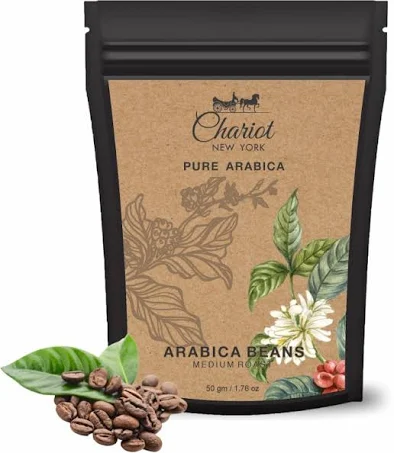 Chariot
NEW YORK
PURE ARABICA
ARABICA BEANS
MEDIUM ROAST
50 gm / 1.76 oz